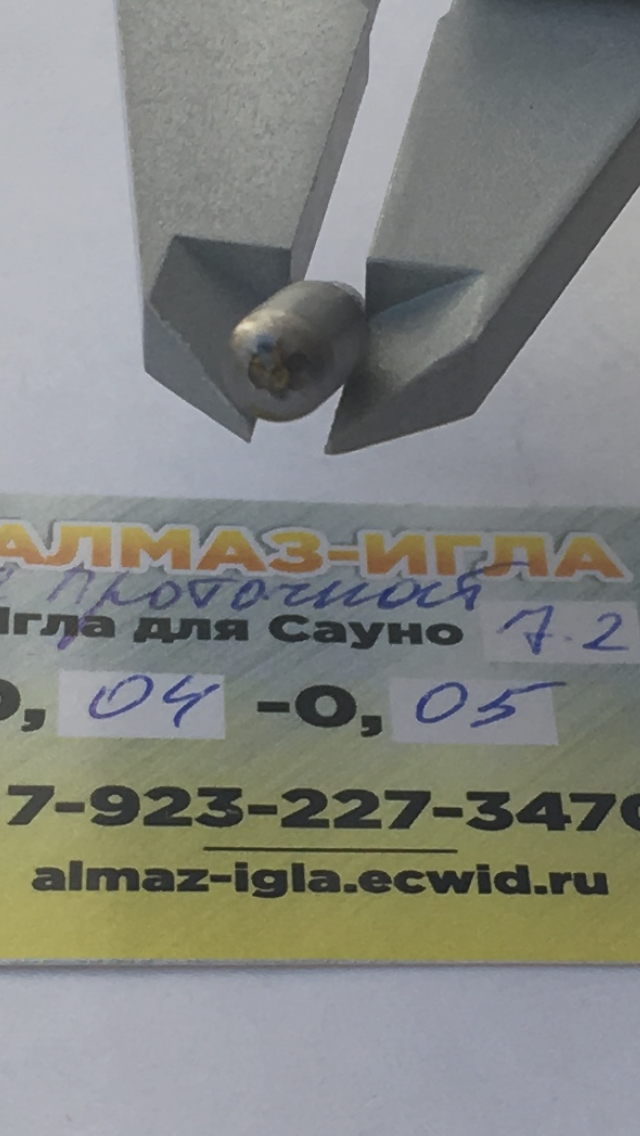 АЛМАЗ-ИГЛА
проточная
Игла для Сауно 7.2
0, 04 -0, 05
7-923-227-3470
almaz-igla.ecwid.ru